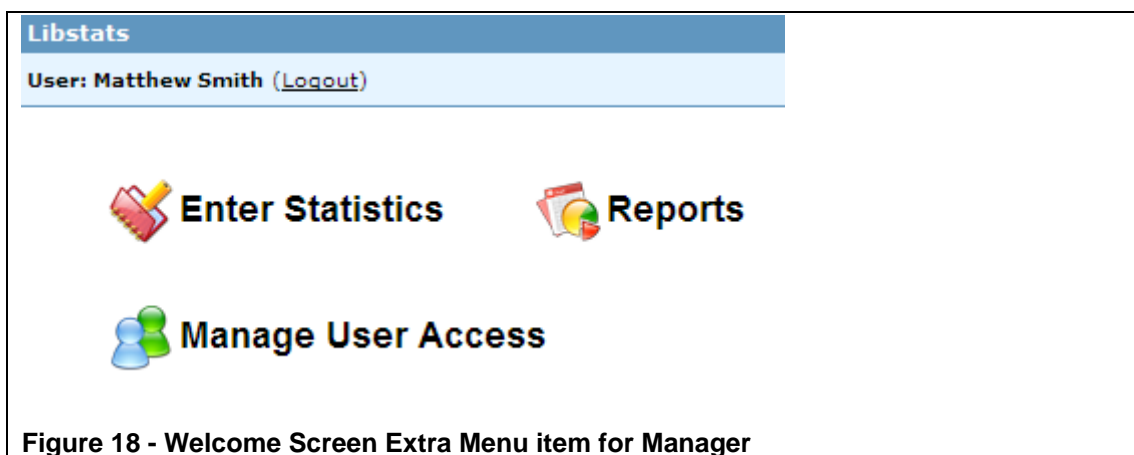 Libstats
User: Matthew Smith (Logout)
Enter Statistics Reports
Manage User Access
Figure 18 - Welcome Screen Extra Menu item for Manager